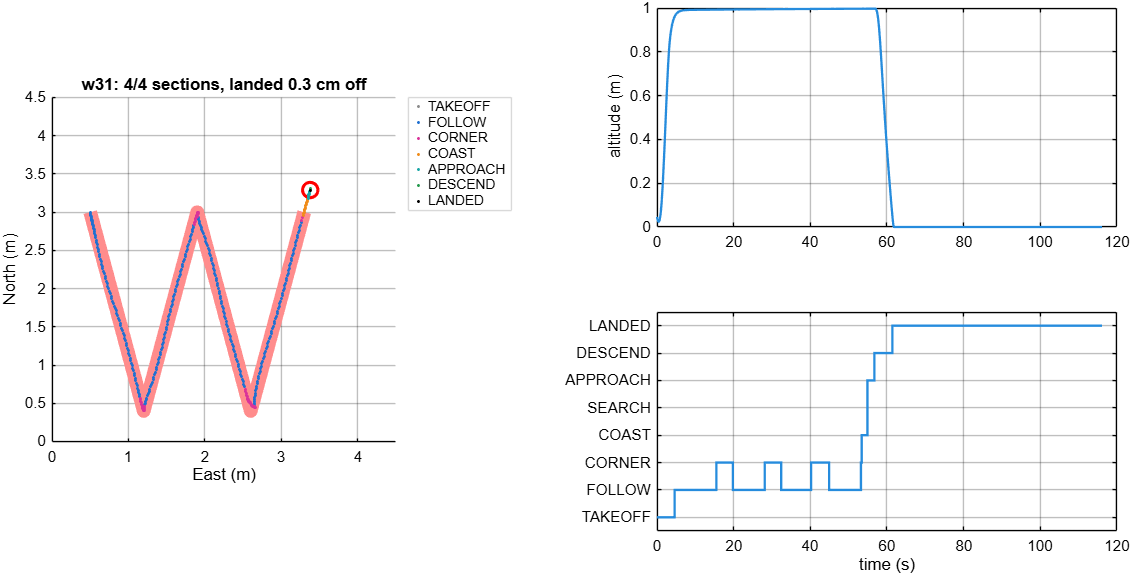 w31: 4/4 sections, landed 0.3 cm off
4.5
4
3.5
3
2.5
2
1.5
1
0.5
0
North (m)
0 1 2 3 4
East (m)
TAKEOFF
FOLLOW
CORNER
COAST
APPROACH
DESCEND
LANDED
1
0.8
0.6
0.4
0.2
0
altitude (m)
0 20 40 60 80 100 120
LANDED
DESCEND
APPROACH
SEARCH
COAST
CORNER
FOLLOW
TAKEOFF
0 20 40 60 80 100 120
time (s)